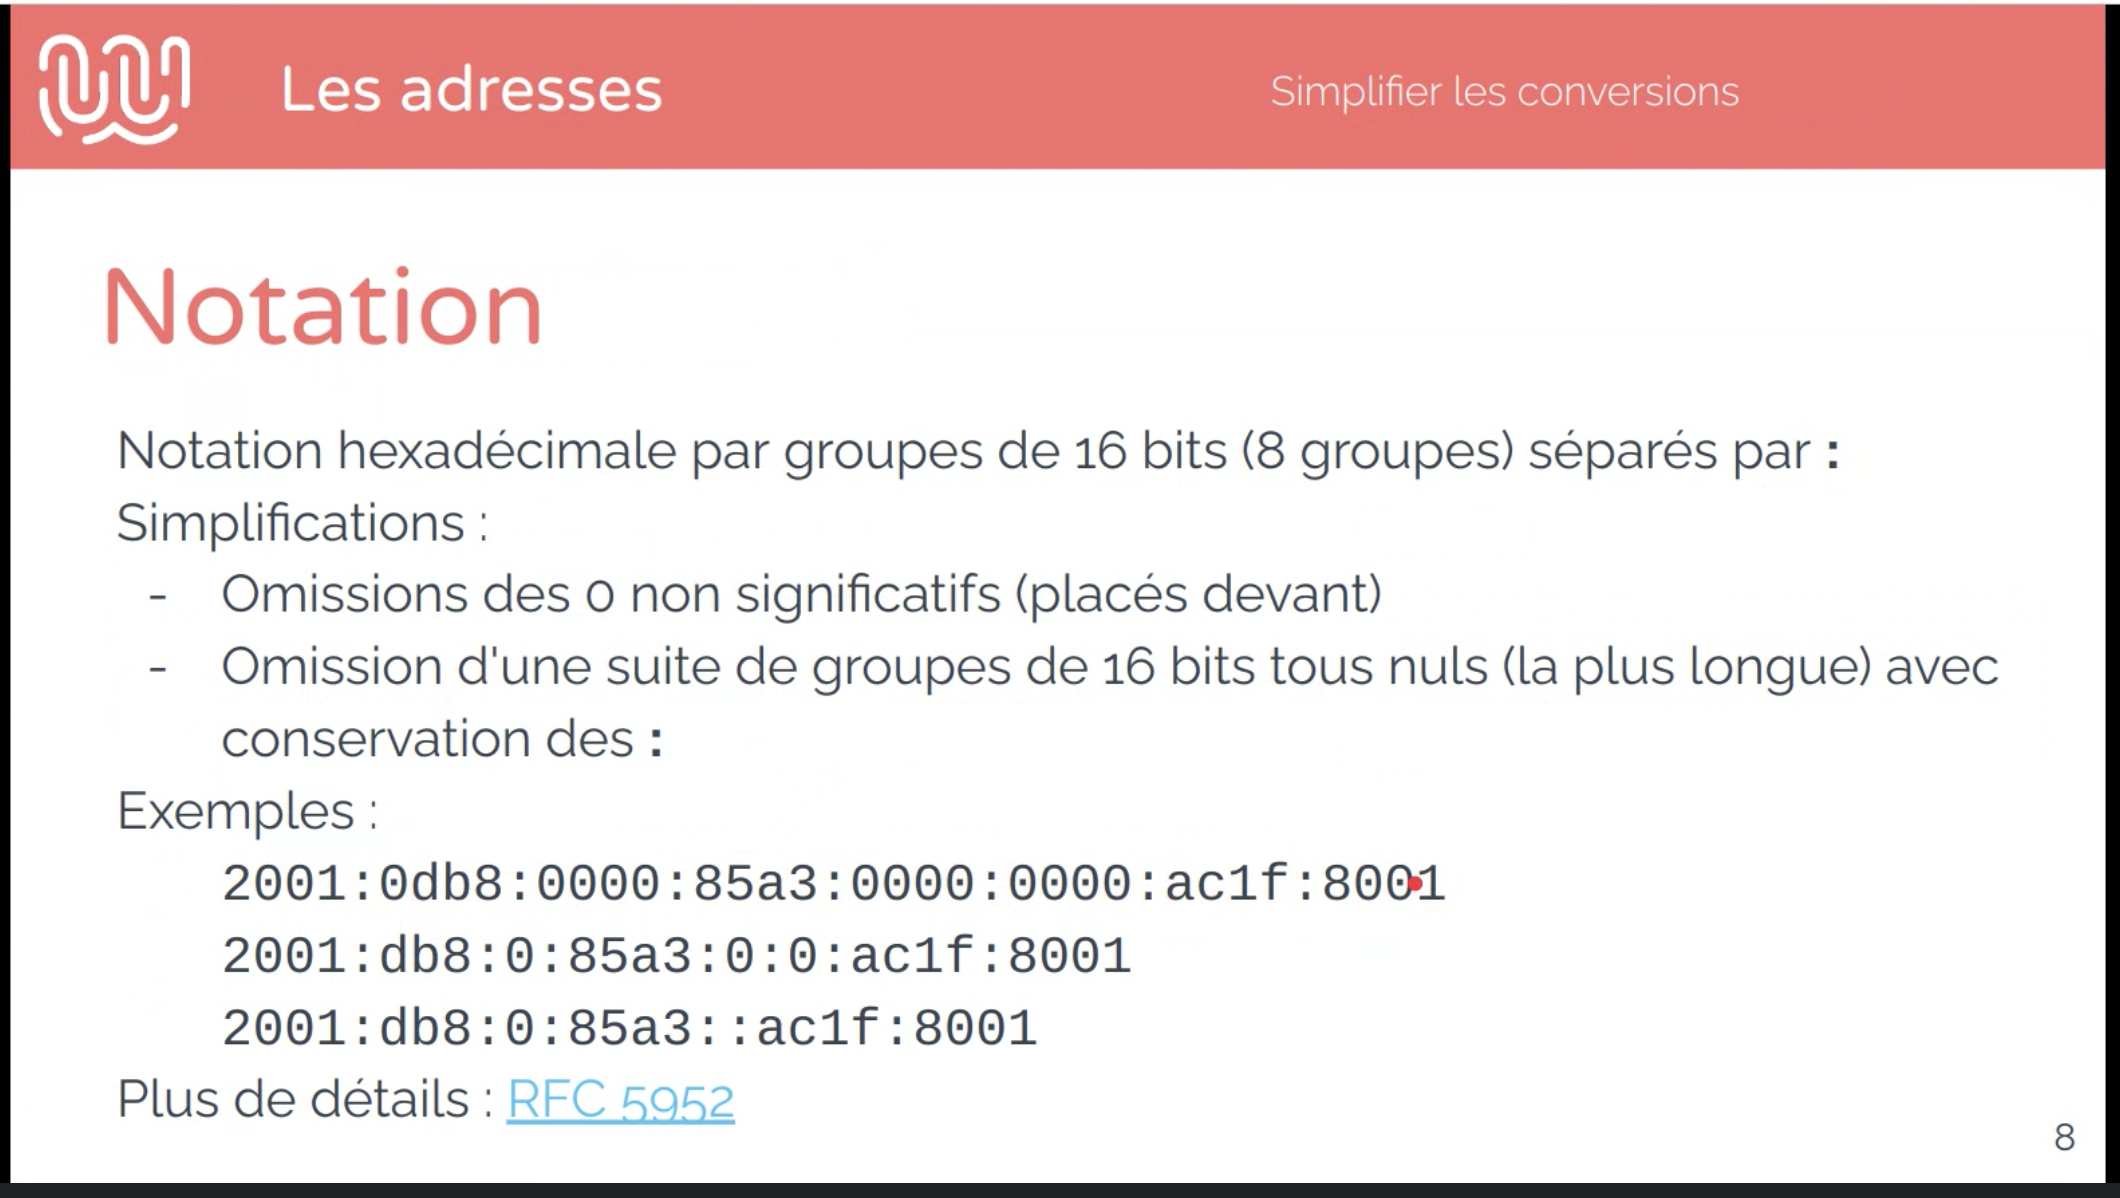 Les adresses
Simplifier les conversions
Notation
Notation hexadécimale par groupes de 16 bits (8 groupes) séparés par :
Simplifications :
- Omissions des 0 non significatifs (placés devant)
- Omission d'une suite de groupes de 16 bits tous nuls (la plus longue) avec
conservation des :
Exemples :
2001:0db8:0000:85a3:0000:0000:ac1f:8001
2001:db8:0:85a3:0:0:ac1f:8001
2001:db8:0:85a3::ac1f:8001
Plus de détails : RFC 5952
8